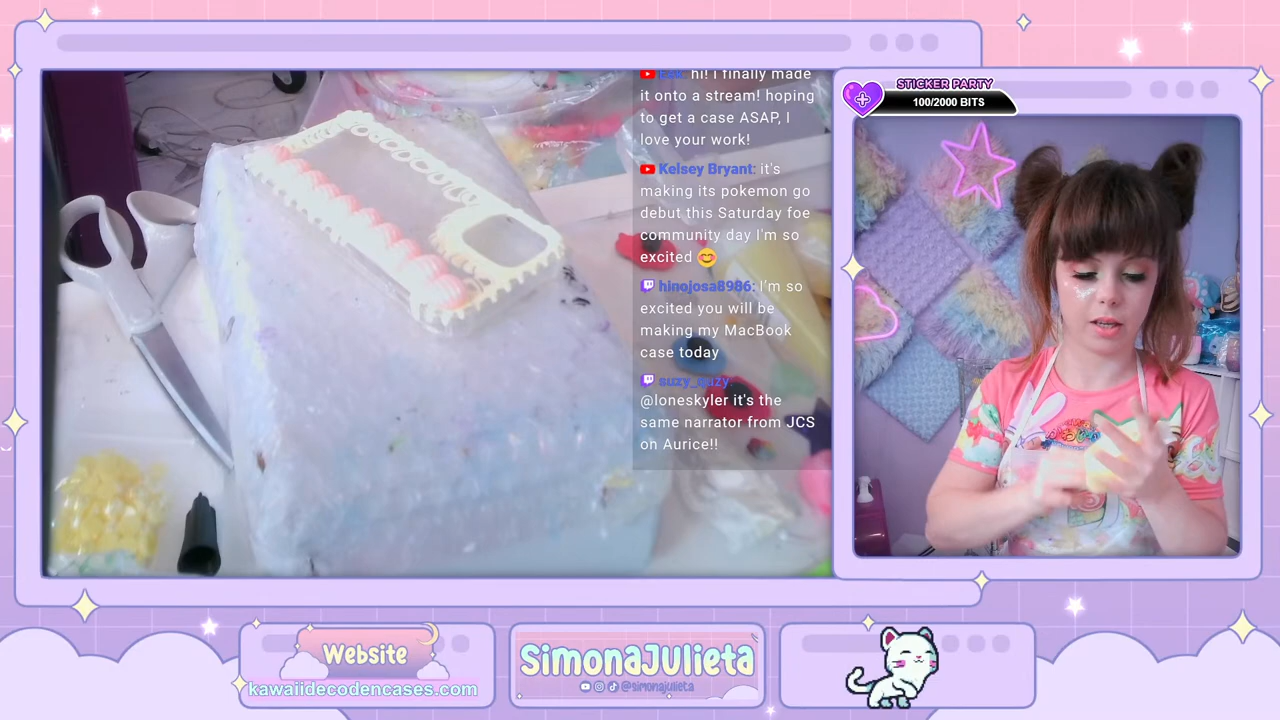 hi! I finally made
it onto a stream! hoping
to get a case ASAP, I
love your work!
Kelsey Bryant: it's
making its pokemon go
debut this Saturday foe
community day I'm so
excited 😊
hinojosa8986: I'm so
excited you will be
making my MacBook
case today
suzy_quzy:
@loneskyler it's the
same narrator from JCS
on Aurice!!
STICKER PARTY
100/2000 BITS
Website
kawaiidecodencases.com
SimonaJulieta
@simonajulieta